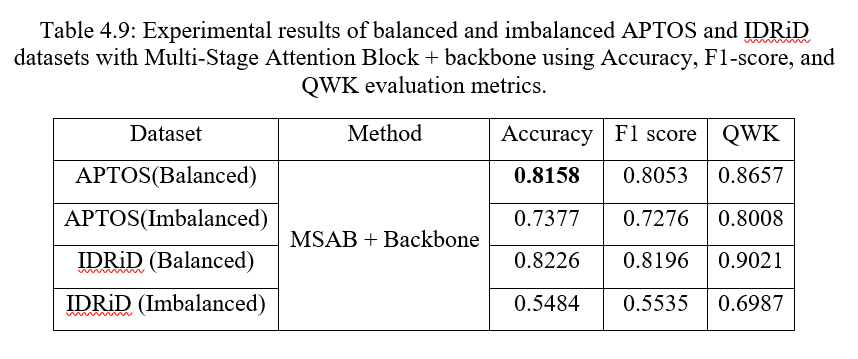 Table 4.9: Experimental results of balanced and imbalanced APTOS and IDRiD
datasets with Multi-Stage Attention Block + backbone using Accuracy, F1-score, and
QWK evaluation metrics.
Dataset Method Accuracy F1 score QWK
APTOS(Balanced) 0.8158 0.8053 0.8657
APTOS(Imbalanced) 0.7377 0.7276 0.8008
MSAB + Backbone
IDRiD (Balanced) 0.8226 0.8196 0.9021
IDRiD (Imbalanced) 0.5484 0.5535 0.6987